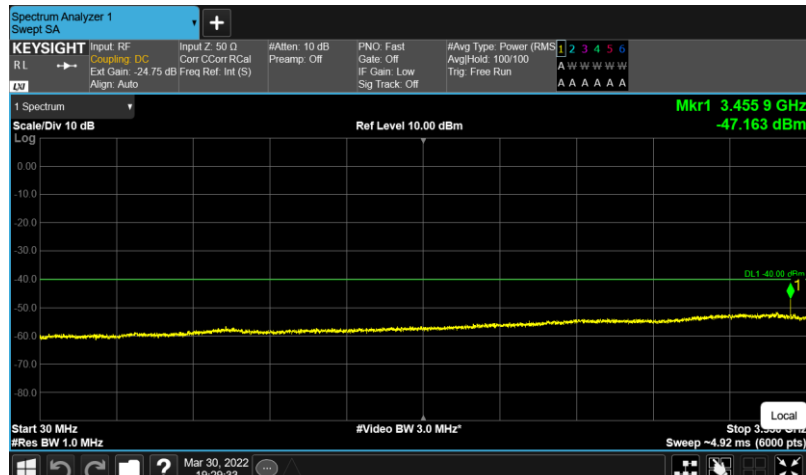 Spectrum Analyzer 1
Swept SA
+
KEYSIGHT Input: RF Input Z: 50 Ω #Atten: 10 dB PNO: Fast #Avg Type: Power (RMS 1 2 3 4 5 6
RL Coupling: DC Corr CCorr RCal Preamp: Off Gate: Off Avg|Hold: 100/100 A W W W W W
Ext Gain: -24.75 dB Freq Ref: Int (S) IF Gain: Low Trig: Free Run
LXI Align: Auto Sig Track: Off A A A A A A
1 Spectrum Mkr1 3.455 9 GHz
Scale/Div 10 dB Ref Level 10.00 dBm -47.163 dBm
Log
0.00
-10.0
-20.0
-30.0
DL1 -40.00 dBm
-40.0
1
-50.0
-60.0
-70.0
-80.0
Local
Start 30 MHz #Video BW 3.0 MHz* Stop
#Res BW 1.0 MHz Sweep ~4.92 ms (6000 pts)
? Mar 30, 2022